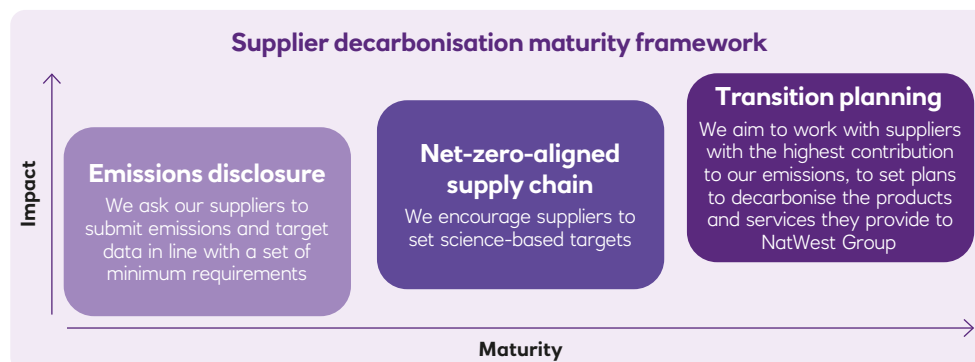 Supplier decarbonisation maturity framework
Impact
Emissions disclosure
We ask our suppliers to
submit emissions and target
data in line with a set of
minimum requirements
Net-zero-aligned
supply chain
We encourage suppliers to
set science-based targets
Transition planning
We aim to work with suppliers
with the highest contribution
to our emissions, to set plans
to decarbonise the products
and services they provide to
NatWest Group
Maturity